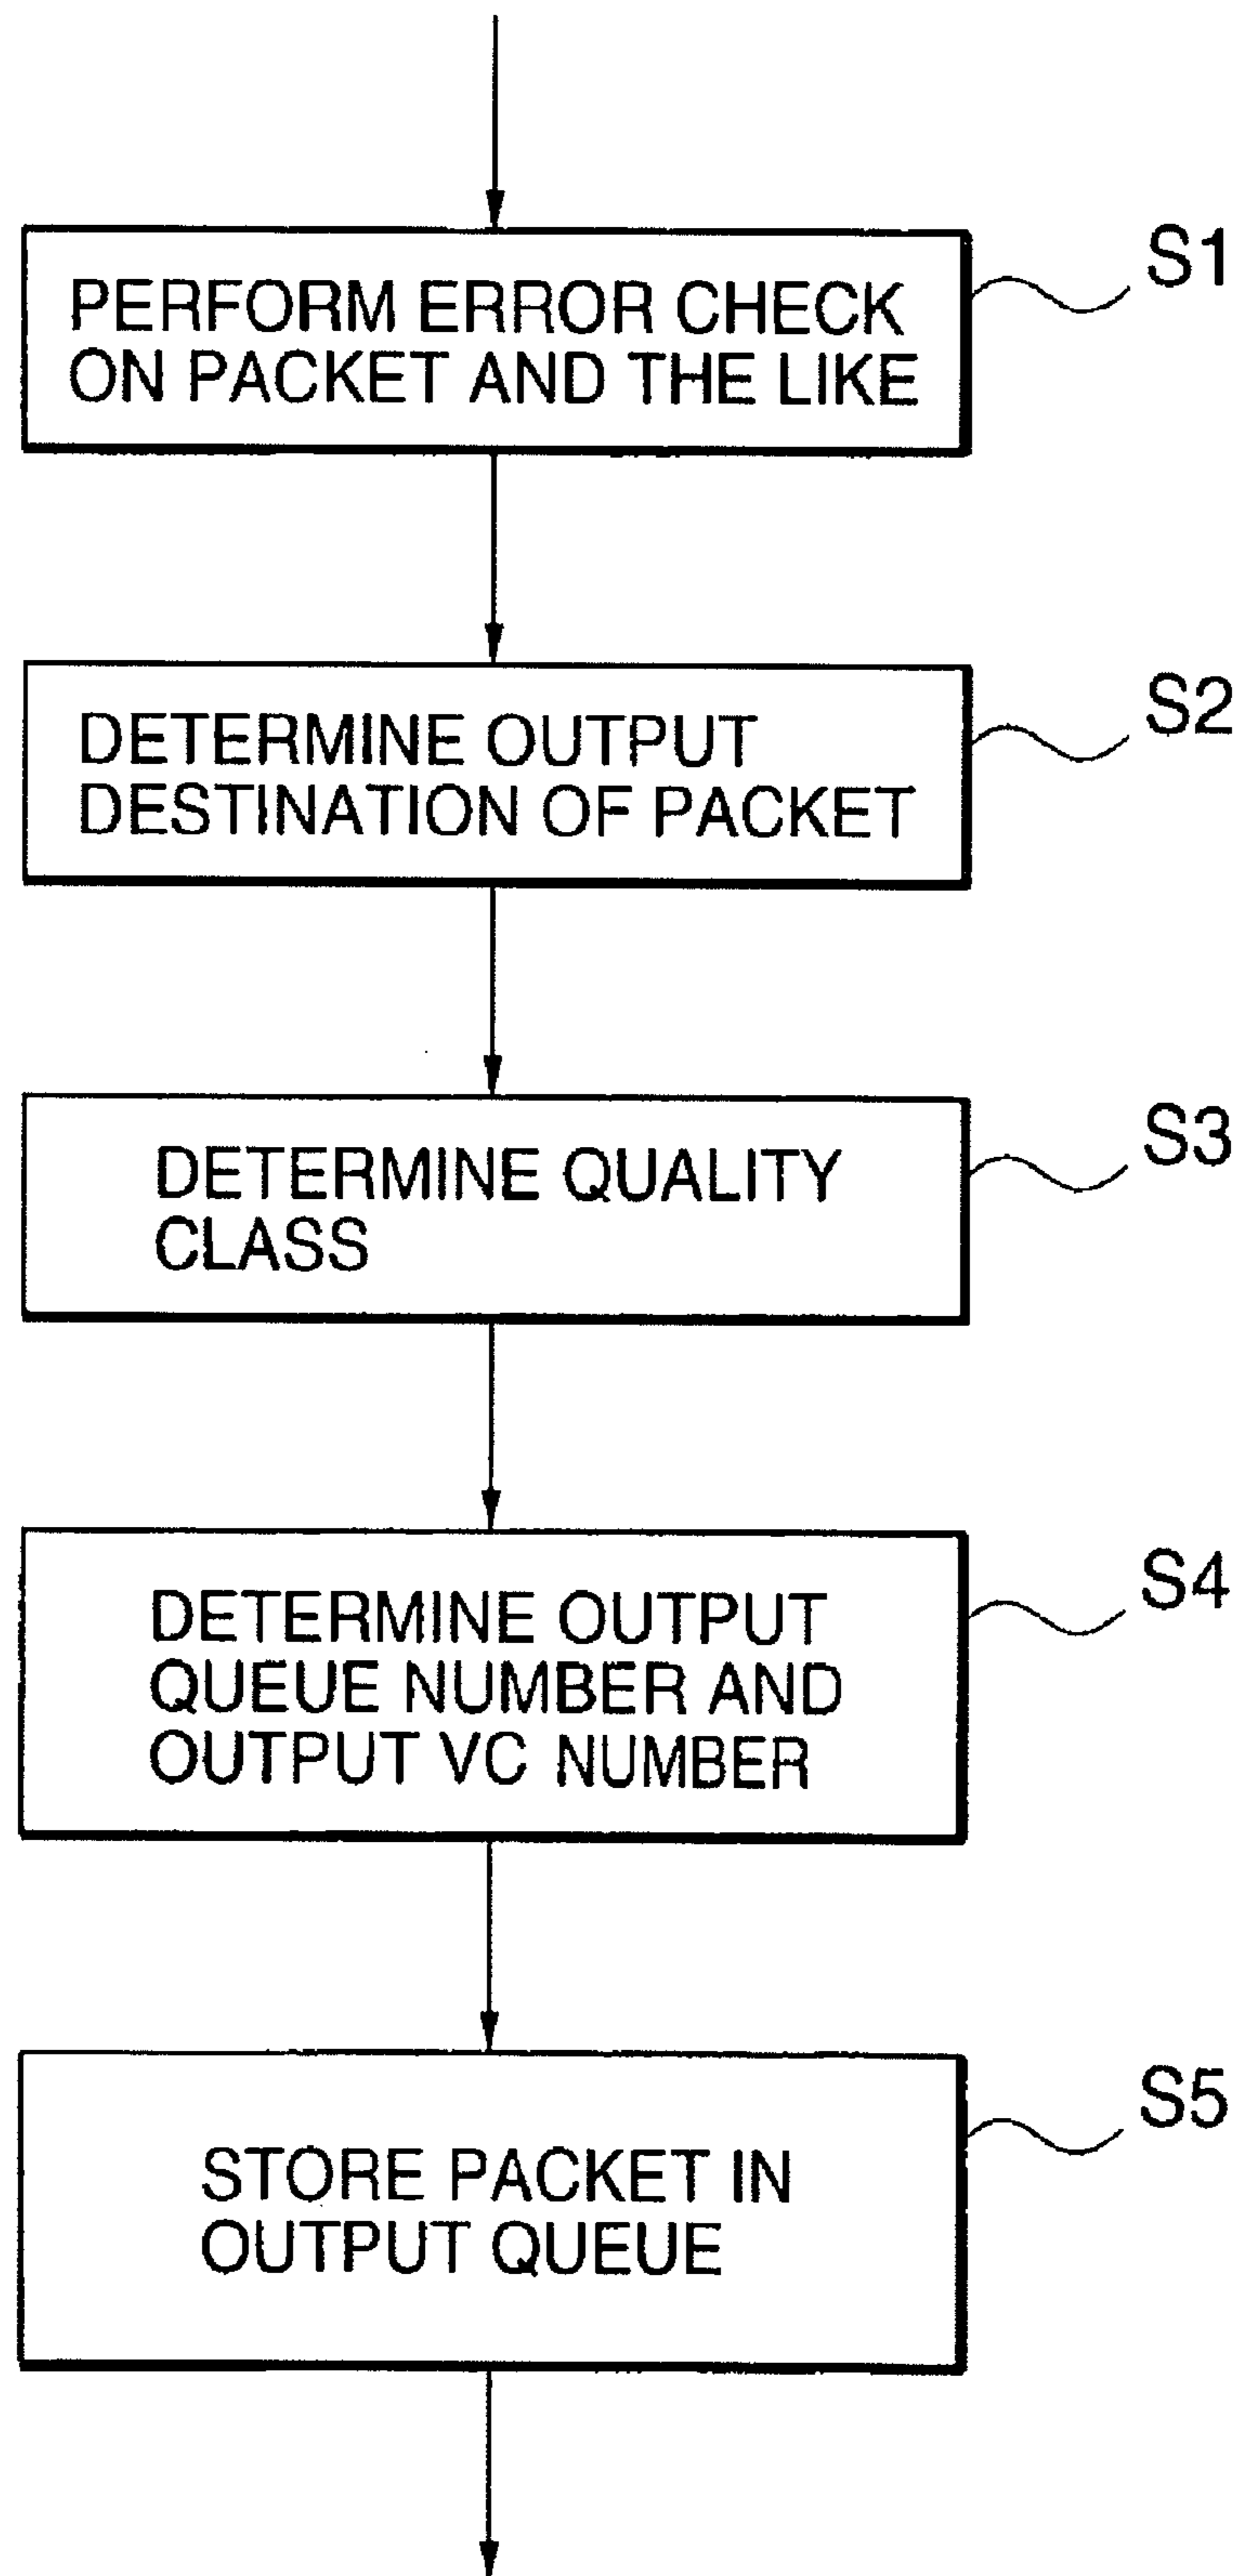 S1
PERFORM ERROR CHECK
ON PACKET AND THE LIKE
S2
DETERMINE OUTPUT
DESTINATION OF PACKET
S3
DETERMINE QUALITY
CLASS
S4
DETERMINE OUTPUT
QUEUE NUMBER AND
OUTPUT VC NUMBER
S5
STORE PACKET IN
OUTPUT QUEUE